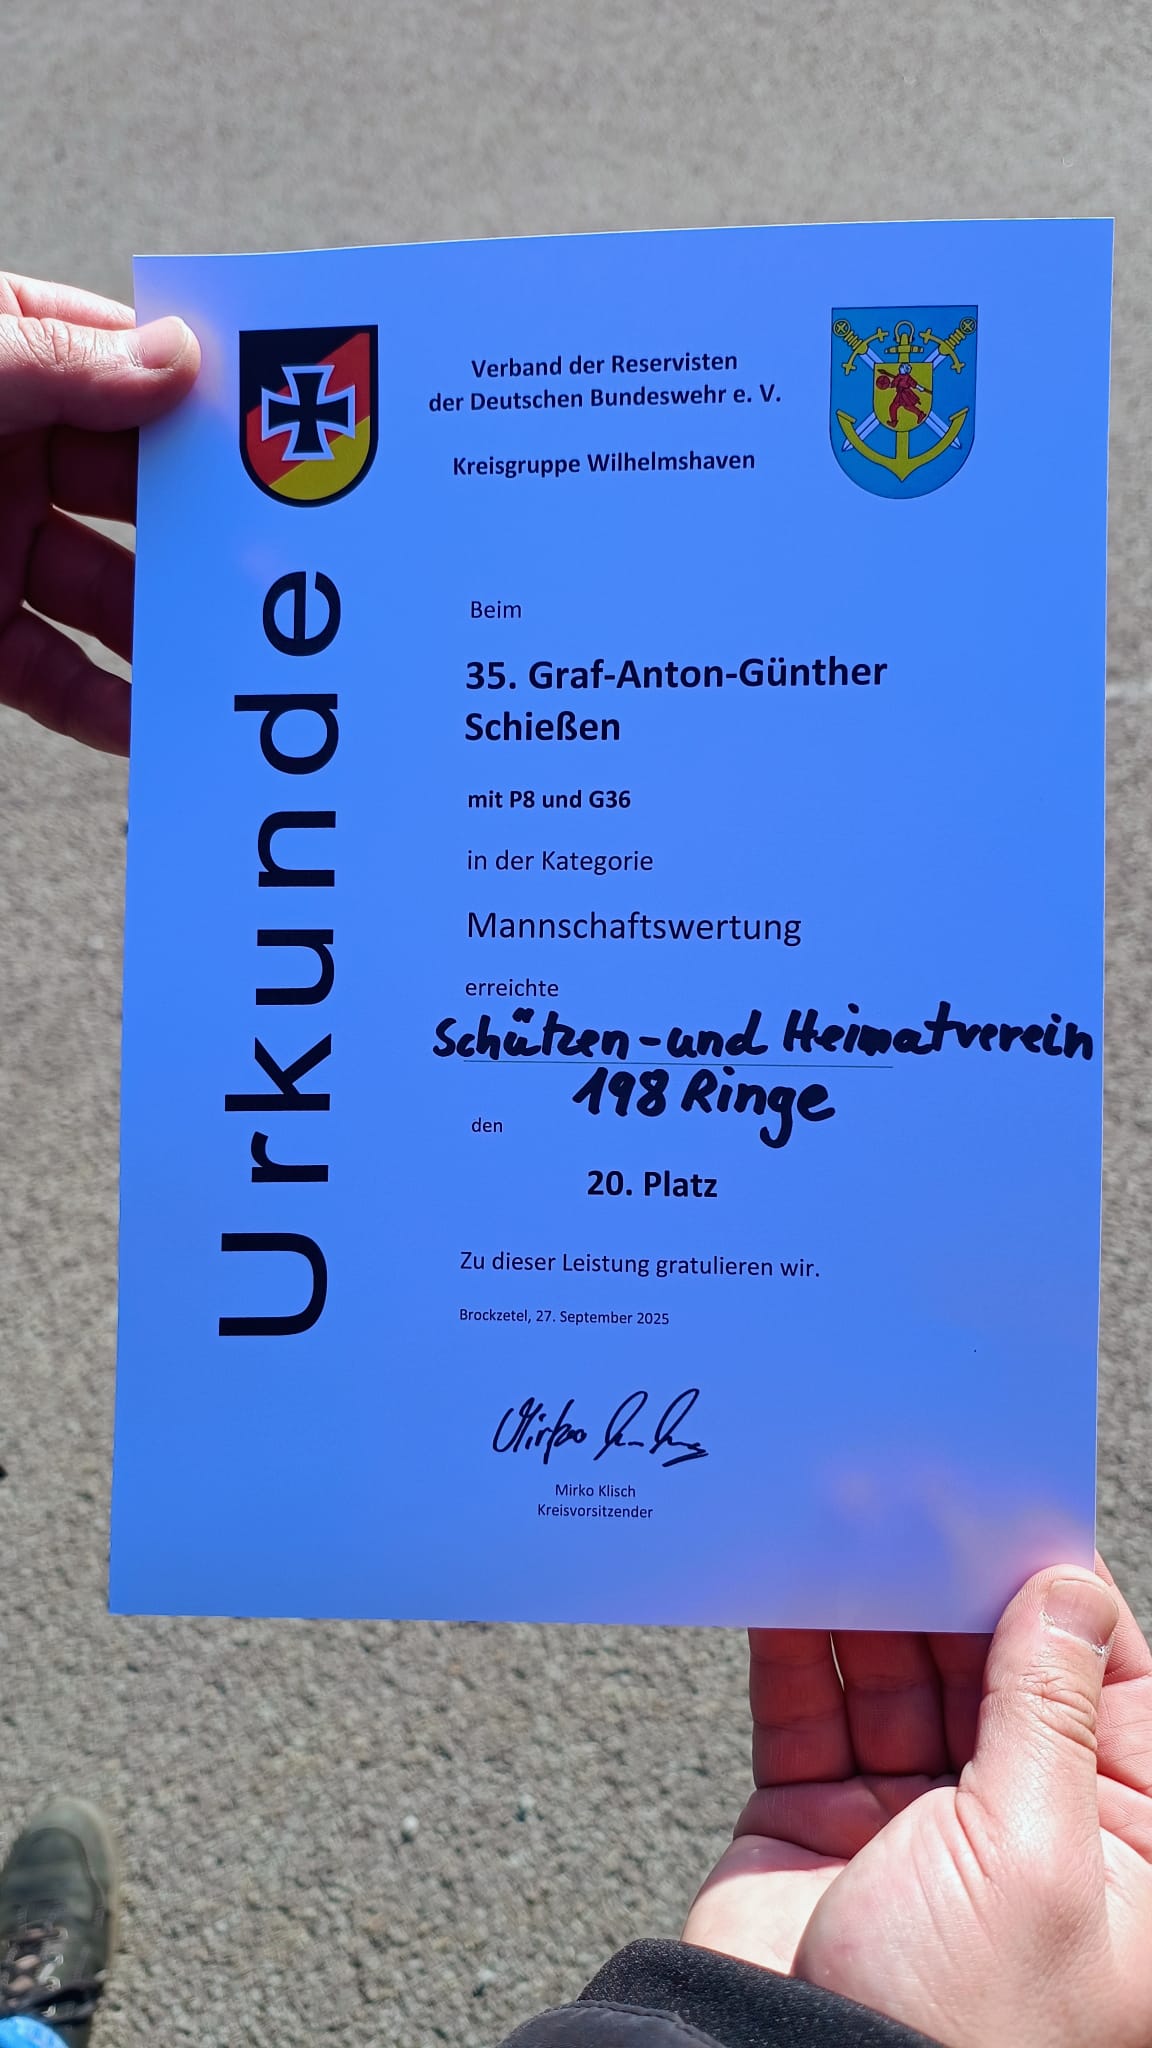 Verband der Reservisten
der Deutschen Bundeswehr e. V.
Kreisgruppe Wilhelmshaven
Urkunde
Beim
35. Graf-Anton-Günther
Schießen
mit P8 und G36
in der Kategorie
Mannschaftswertung
erreichte
Schützen-und Heimatverein
198 Ringe
den
20. Platz
Zu dieser Leistung gratulieren wir.
Brockzetel, 27. September 2025
Mirko
Mirko Klisch
Kreisvorsitzender